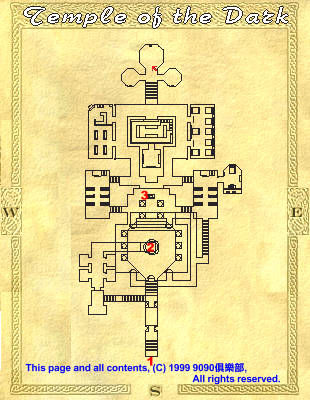 Temple of the Dark
3
W
E
2
1
This page and all contents, (C) 1999 9090俱樂部,
All rights reserved.
S